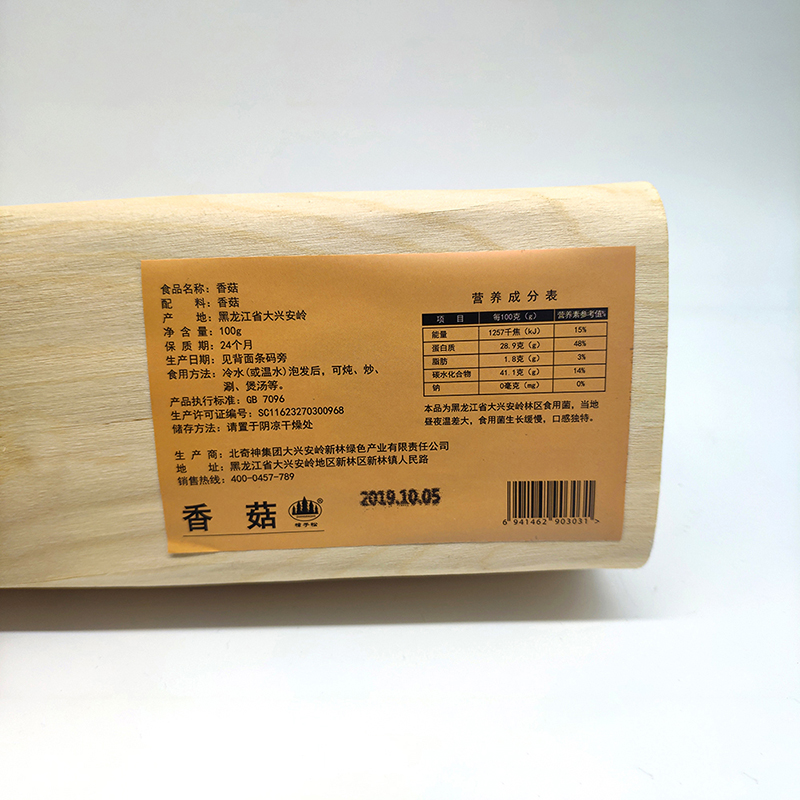 食品名称：香菇
配 料：香菇
产 地：黑龙江省大兴安岭
净 含 量：100g
保 质 期：24个月
生产日期：见背面条码旁
食用方法：冷水(或温水)泡发后，可炖、炒、
涮、煲汤等。
产品执行标准：GB 7096
生产许可证编号：SC11623270300968
储存方法：请置于阴凉干燥处
生 产 商：北奇神集团大兴安岭新林绿色产业有限责任公司
地 址：黑龙江省大兴安岭地区新林区新林镇人民路
销售热线：400-0457-789
香 菇
樟子松®
2019.10.05
营养成分表
项 目 每100克（g） 营养素参考值%
能量 1257千焦（kJ） 15%
蛋白质 28.9克（g） 48%
脂肪 1.8克（g） 3%
碳水化合物 41.1克（g） 14%
钠 0毫克（mg） 0%
本品为黑龙江省大兴安岭林区食用菌，当地
昼夜温差大，食用菌生长缓慢，口感独特。
6 941462 903031 >